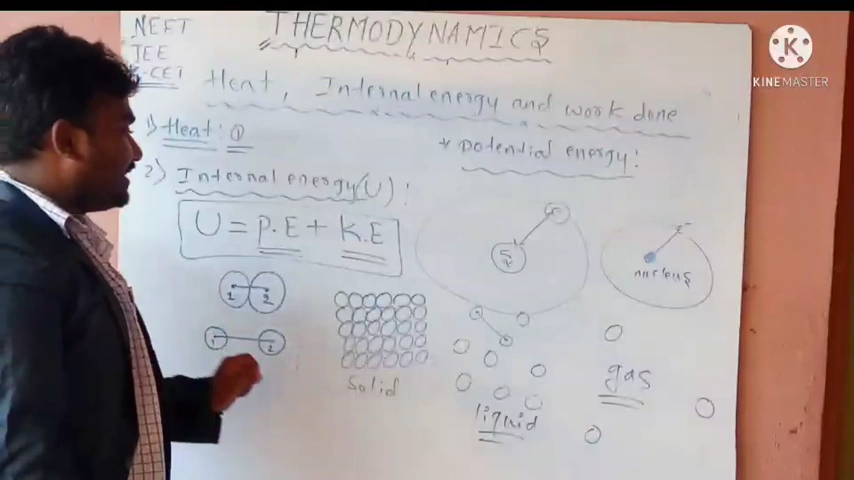 NEET
JEE
K-CET
THERMODYNAMICS
Heat, Internal energy and work done
1) Heat: Q
2) Internal energy(U):
U = P.E + K.E
* potential energy:
e⁻
nucleus
1 2
1 2
Solid
liquid
gas
K
KINEMASTER